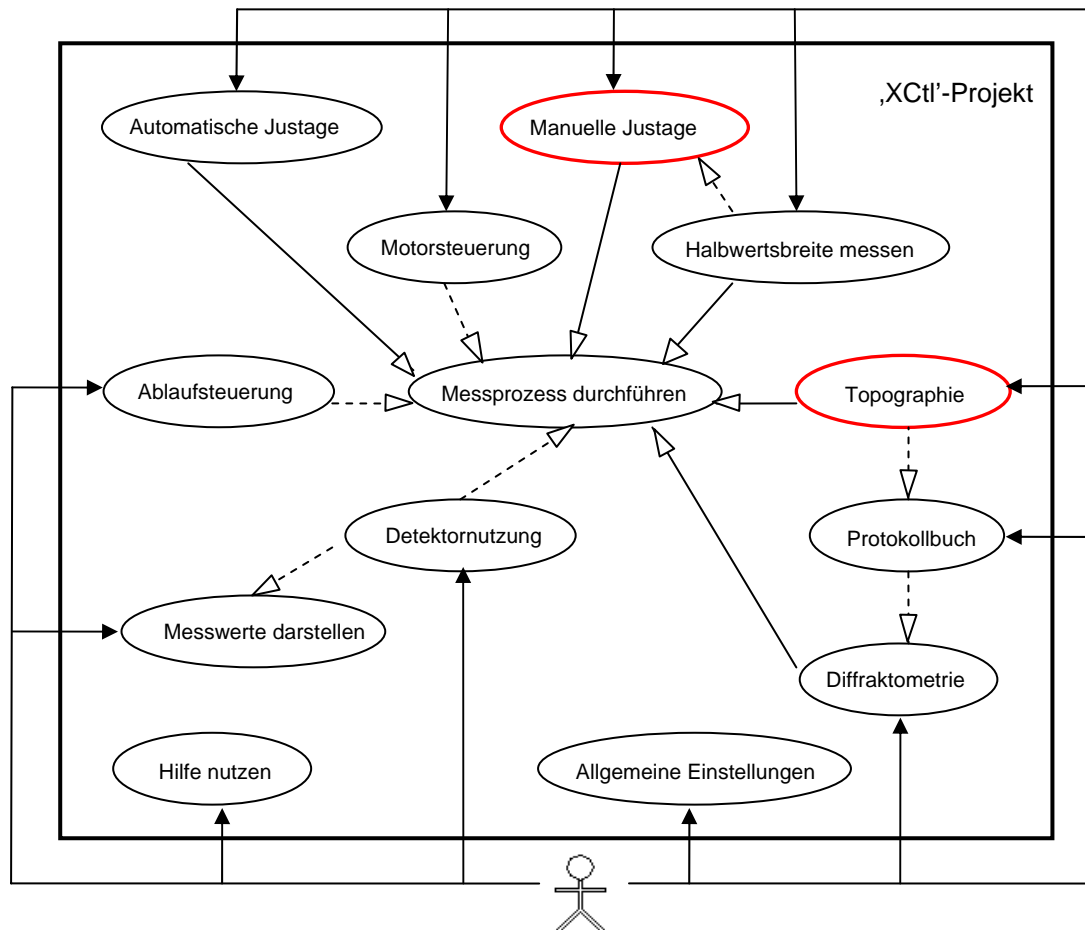 ‚XCtl’-Projekt
Automatische Justage
Manuelle Justage
Motorsteuerung
Halbwertsbreite messen
Ablaufsteuerung
Messprozess durchführen
Topographie
Detektornutzung
Protokollbuch
Messwerte darstellen
Diffraktometrie
Hilfe nutzen
Allgemeine Einstellungen